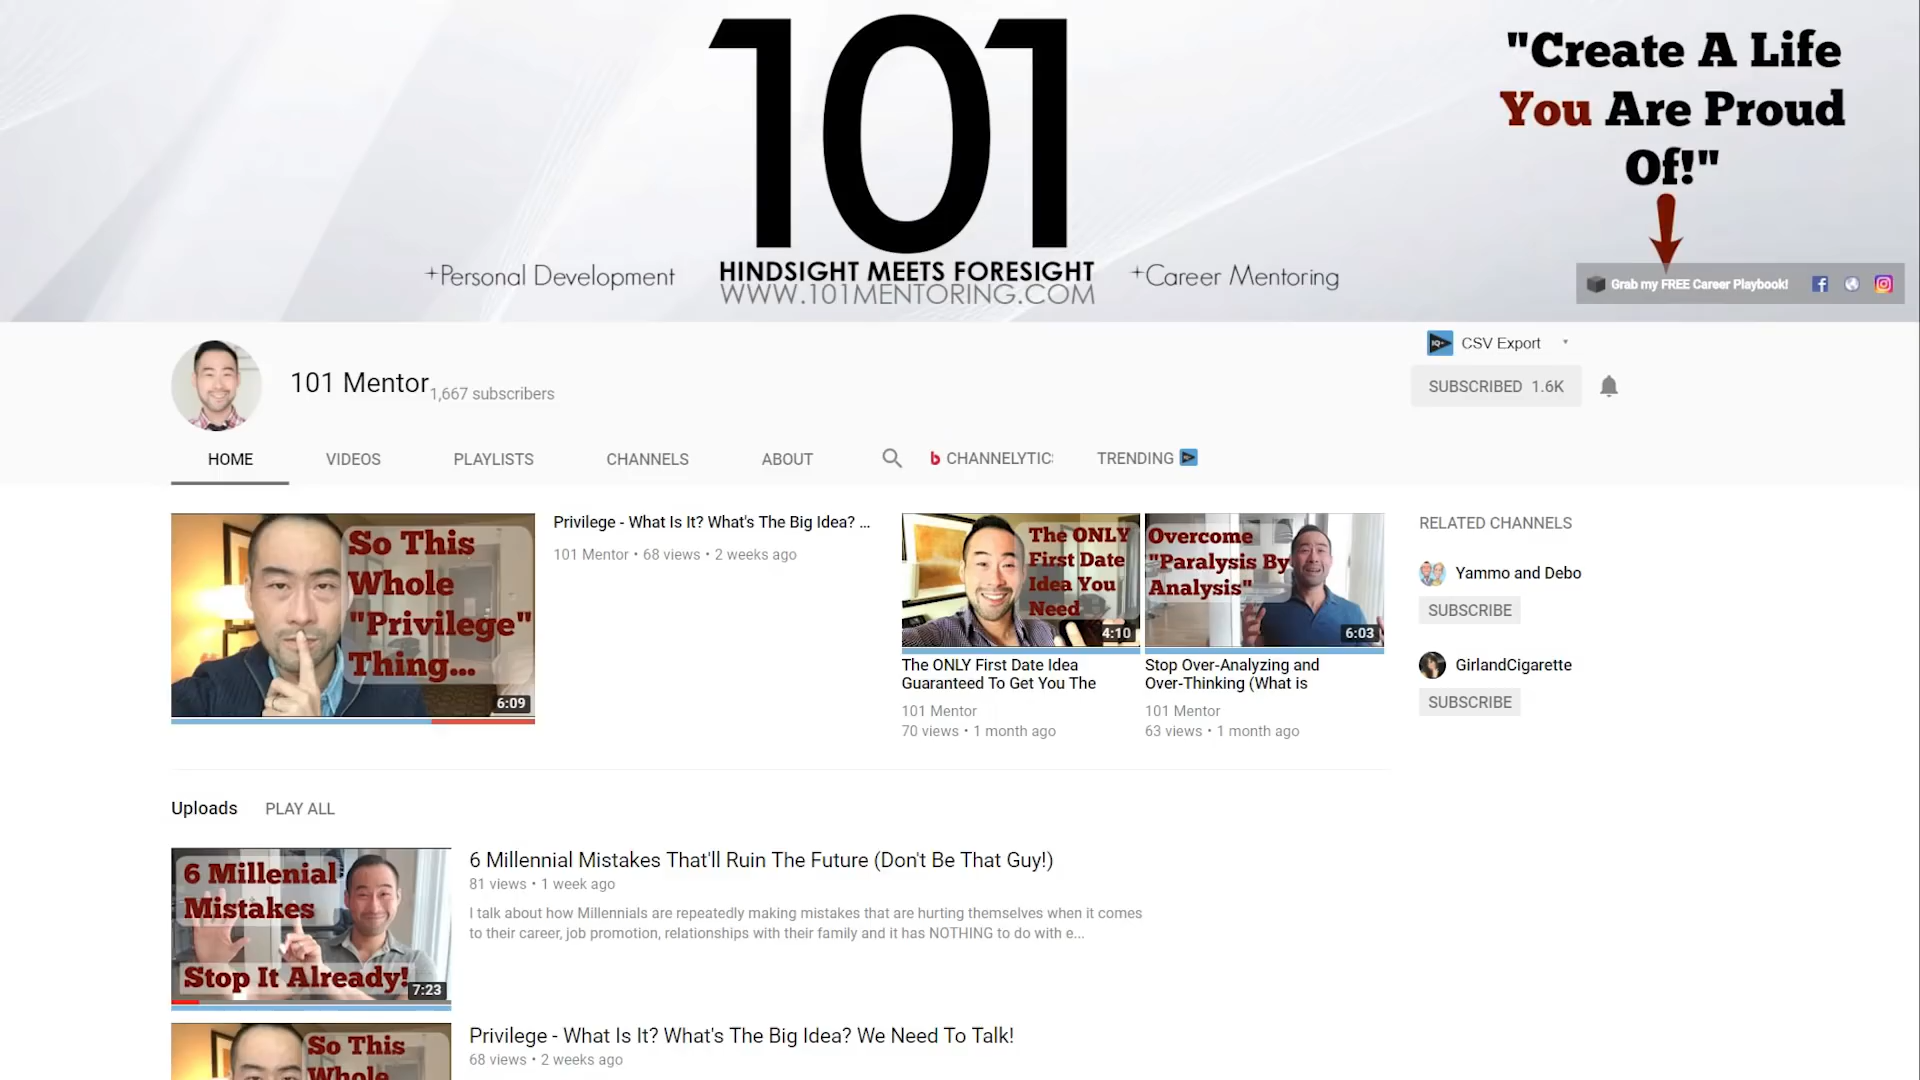 101
HINDSIGHT MEETS FORESIGHT
WWW.101MENTORING.COM
+Personal Development
+Career Mentoring
"Create A Life
You Are Proud
Of!"
Grab my FREE Career Playbook!
101 Mentor
1,667 subscribers
CSV Export
SUBSCRIBED 1.6K
HOME
VIDEOS
PLAYLISTS
CHANNELS
ABOUT
CHANNELYTICS
TRENDING
So This
Whole
"Privilege"
Thing...
6:09
Privilege - What Is It? What's The Big Idea? ...
101 Mentor • 68 views • 2 weeks ago
The ONLY
First Date
Idea You
Need
4:10
The ONLY First Date Idea
Guaranteed To Get You The
101 Mentor
70 views • 1 month ago
Overcome
"Paralysis By
Analysis"
6:03
Stop Over-Analyzing and
Over-Thinking (What is
101 Mentor
63 views • 1 month ago
RELATED CHANNELS
Yammo and Debo
SUBSCRIBE
GirlandCigarette
SUBSCRIBE
Uploads
PLAY ALL
6 Millenial
Mistakes
Stop It Already!
7:23
6 Millennial Mistakes That'll Ruin The Future (Don't Be That Guy!)
81 views • 1 week ago
I talk about how Millennials are repeatedly making mistakes that are hurting themselves when it comes
to their career, job promotion, relationships with their family and it has NOTHING to do with e...
So This
Whole
Privilege - What Is It? What's The Big Idea? We Need To Talk!
68 views • 2 weeks ago